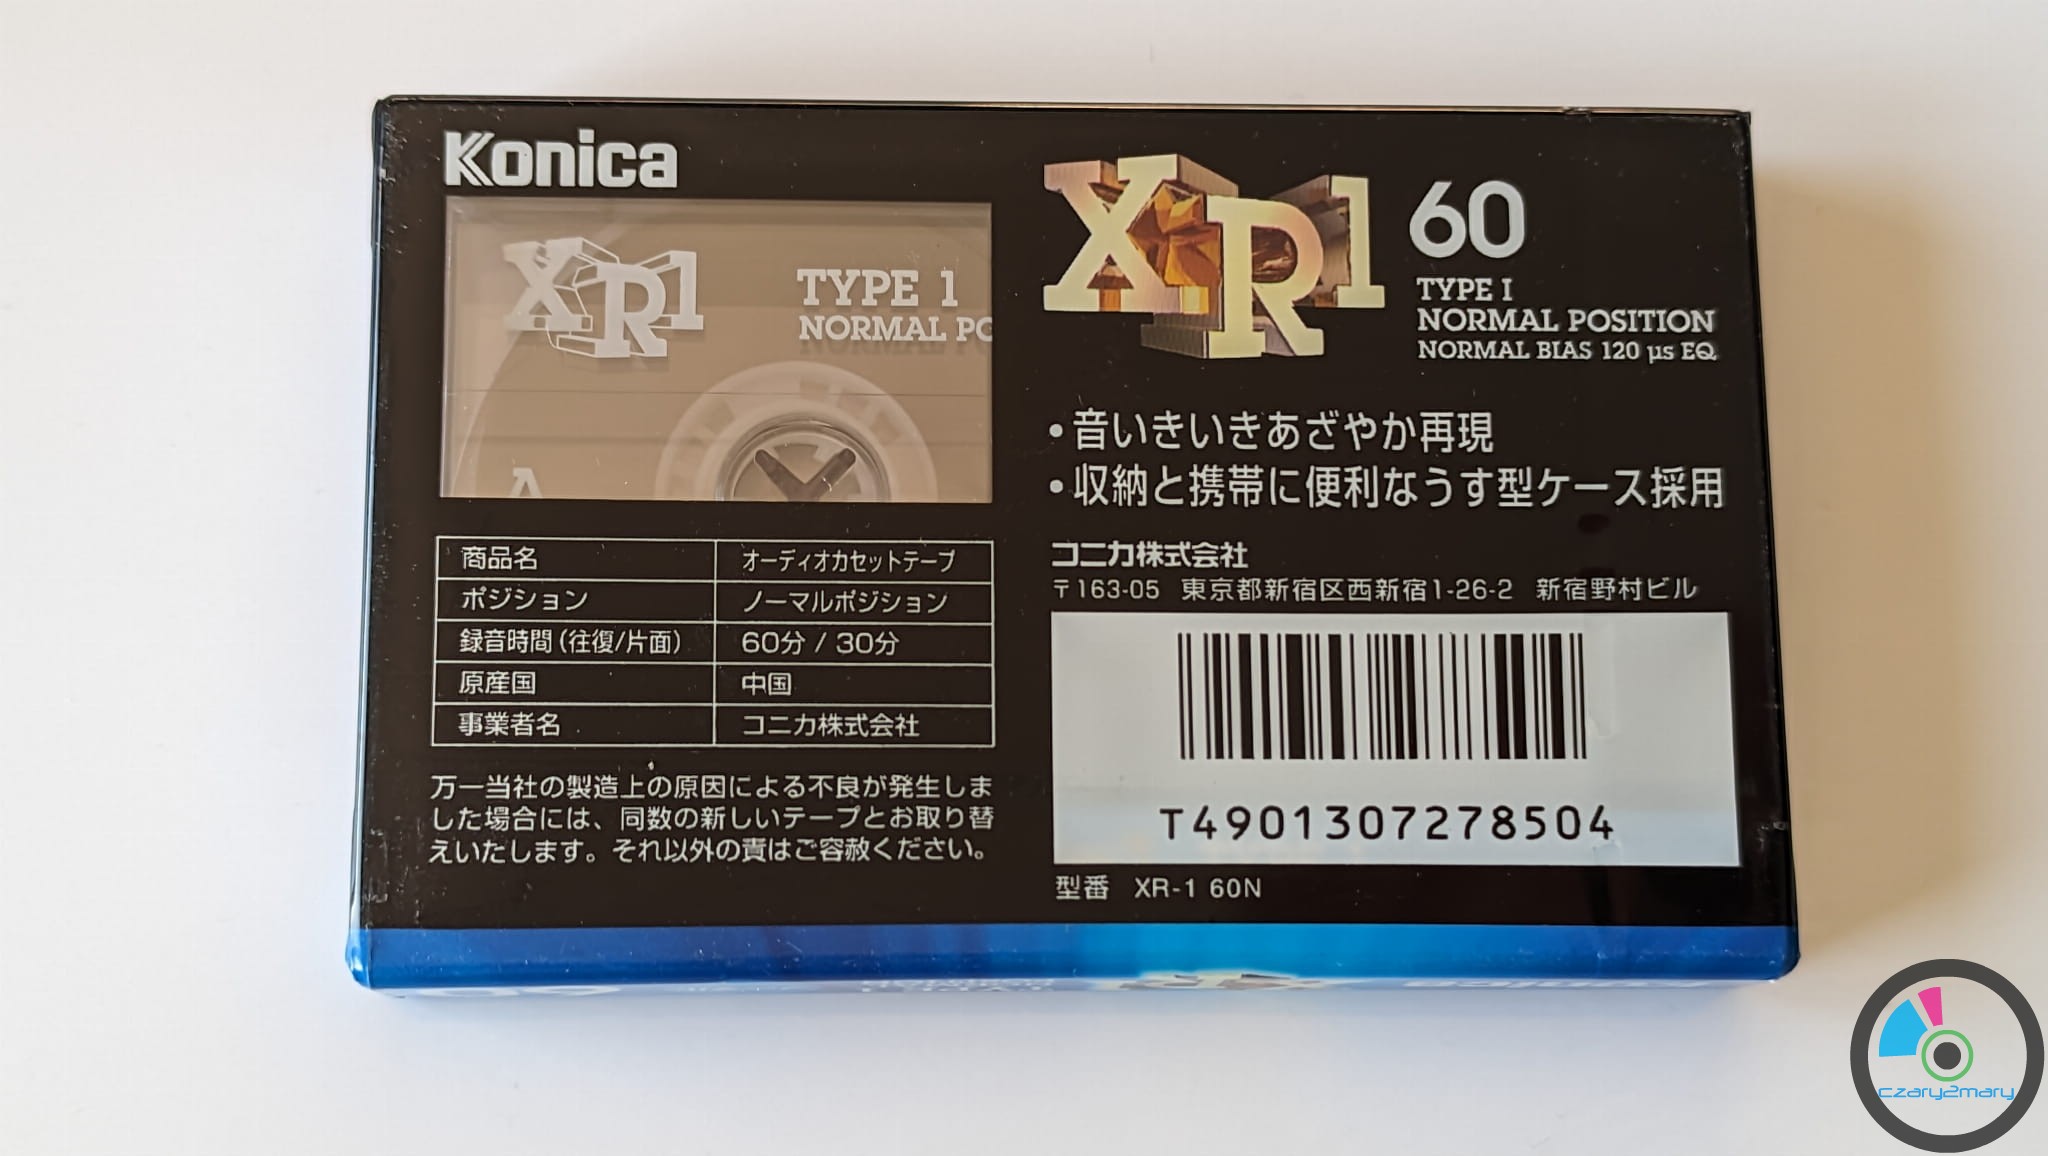 Konica
XR1
TYPE 1
NORMAL PO
A
XR1 60
TYPE I
NORMAL POSITION
NORMAL BIAS 120 µs EQ
・音いきいきあざやか再現
・収納と携帯に便利なうす型ケース採用
商品名 オーディオカセットテープ
ポジション ノーマルポジション
録音時間(往復/片面) 60分 / 30分
原産国 中国
事業者名 コニカ株式会社
万一当社の製造上の原因による不良が発生しま
した場合には、同数の新しいテープとお取り替
えいたします。それ以外の責はご容赦ください。
コニカ株式会社
〒163-05 東京都新宿区西新宿1-26-2 新宿野村ビル
T4901307278504
型番 XR-1 60N
czary2mary